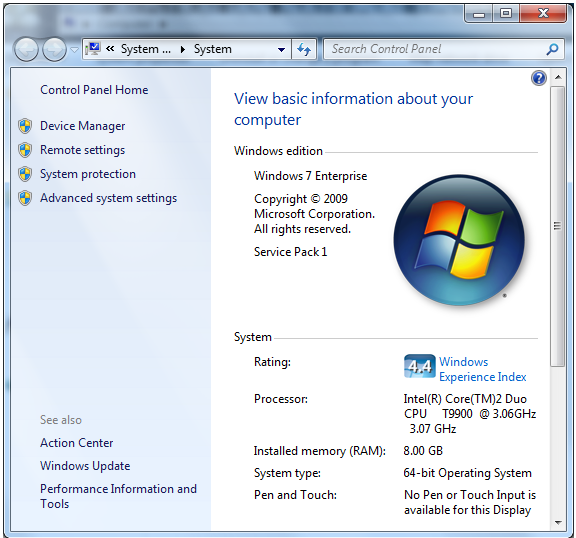 « System ... ▸ System
Search Control Panel
Control Panel Home
Device Manager
Remote settings
System protection
Advanced system settings
See also
Action Center
Windows Update
Performance Information and
Tools
View basic information about your
computer
Windows edition
Windows 7 Enterprise
Copyright © 2009
Microsoft Corporation.
All rights reserved.
Service Pack 1
System
Rating:
4.4 Windows
Experience Index
Processor:
Intel(R) Core(TM)2 Duo
CPU T9900 @ 3.06GHz
3.07 GHz
Installed memory (RAM):
8.00 GB
System type:
64-bit Operating System
Pen and Touch:
No Pen or Touch Input is
available for this Display